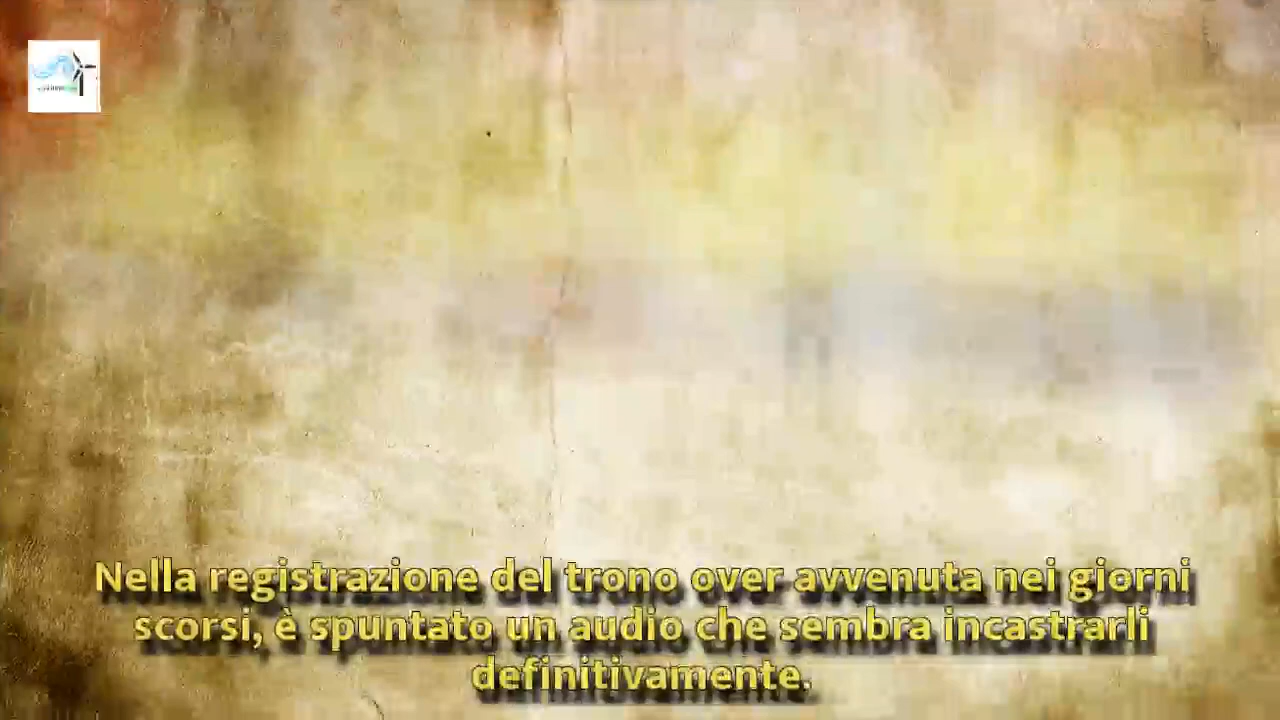 Nella registrazione del trono over avvenuta nei giorni
scorsi, è spuntato un audio che sembra incastrarli
definitivamente.